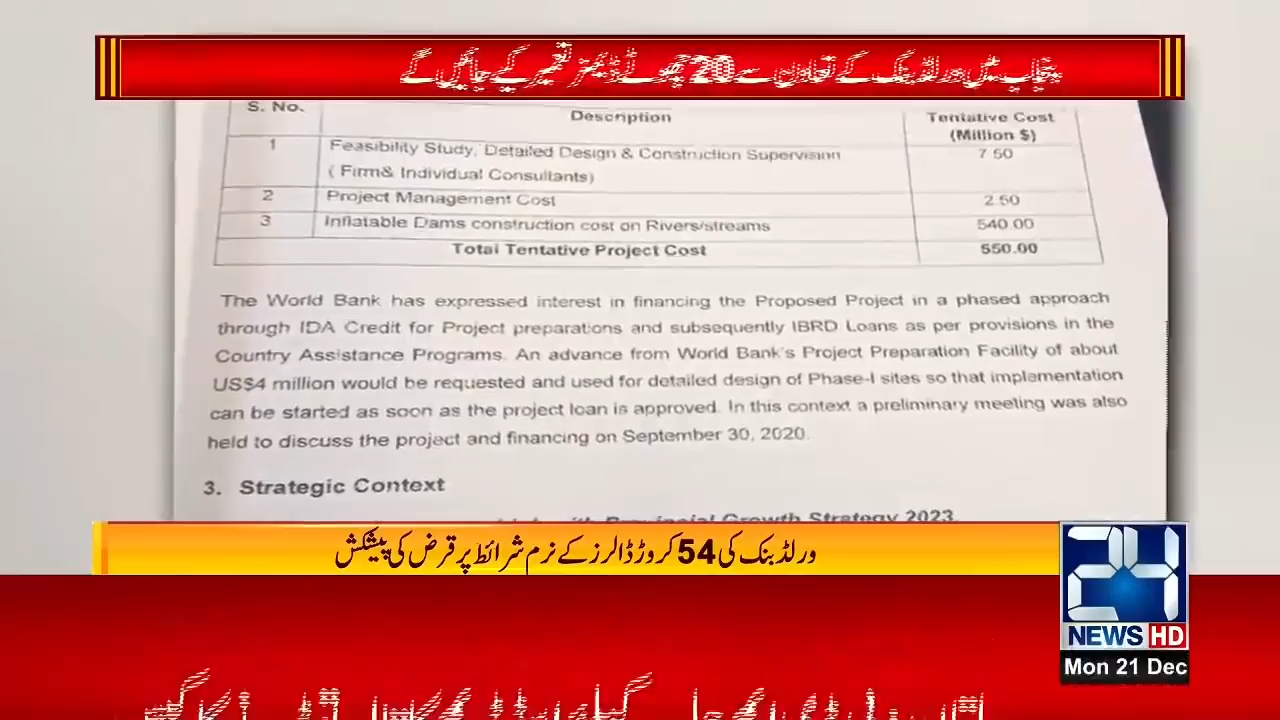 پنجاب میں ورلڈ بنک کے تعاون سے 20 چھوٹے ڈیمز تعمیر کیے جائیں گے
S. No. Description Tentative Cost (Million $)
1 Feasibility Study, Detailed Design & Construction Supervision 7.50
( Firm& Individual Consultants)
2 Project Management Cost 2.50
3 Inflatable Dams construction cost on Rivers/streams 540.00
Total Tentative Project Cost 550.00
The World Bank has expressed interest in financing the Proposed Project in a phased approach
through IDA Credit for Project preparations and subsequently IBRD Loans as per provisions in the
Country Assistance Programs. An advance from World Bank's Project Preparation Facility of about
US$4 million would be requested and used for detailed design of Phase-I sites so that implementation
can be started as soon as the project loan is approved. In this context a preliminary meeting was also
held to discuss the project and financing on September 30, 2020.
3. Strategic Context
Provincial Growth Strategy 2023.
ورلڈ بنک کی 54 کروڑ ڈالرز کے نرم شرائط پر قرض کی پیشکش
24
NEWS HD
Mon 21 Dec